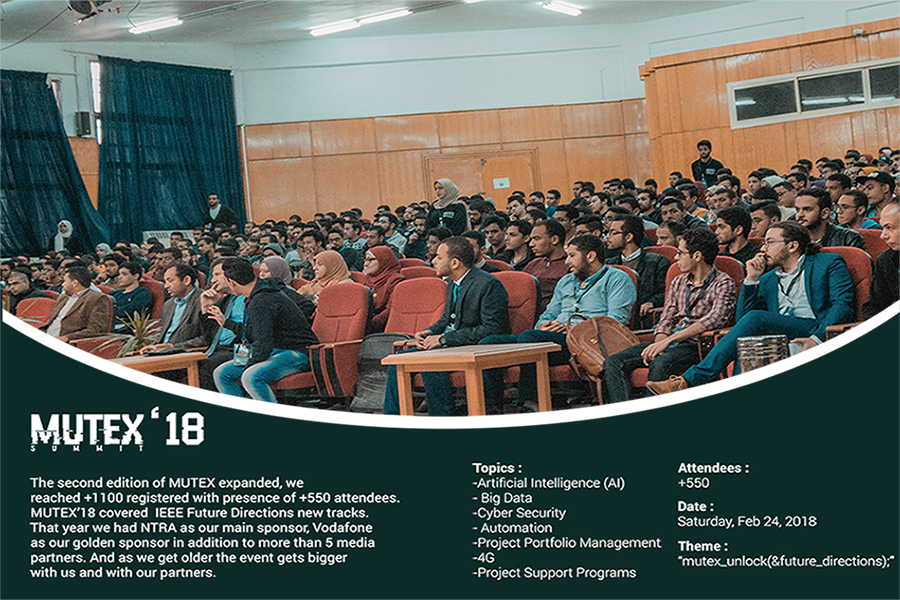 MUTEX ‘18
SUMMIT
The second edition of MUTEX expanded, we
reached +1100 registered with presence of +550 attendees.
MUTEX’18 covered IEEE Future Directions new tracks.
That year we had NTRA as our main sponsor, Vodafone
as our golden sponsor in addition to more than 5 media
partners. And as we get older the event gets bigger
with us and with our partners.
Topics :
-Artificial Intelligence (AI)
- Big Data
-Cyber Security
- Automation
-Project Portfolio Management
-4G
-Project Support Programs
Attendees :
+550
Date :
Saturday, Feb 24, 2018
Theme :
“mutex_unlock(&future_directions);”